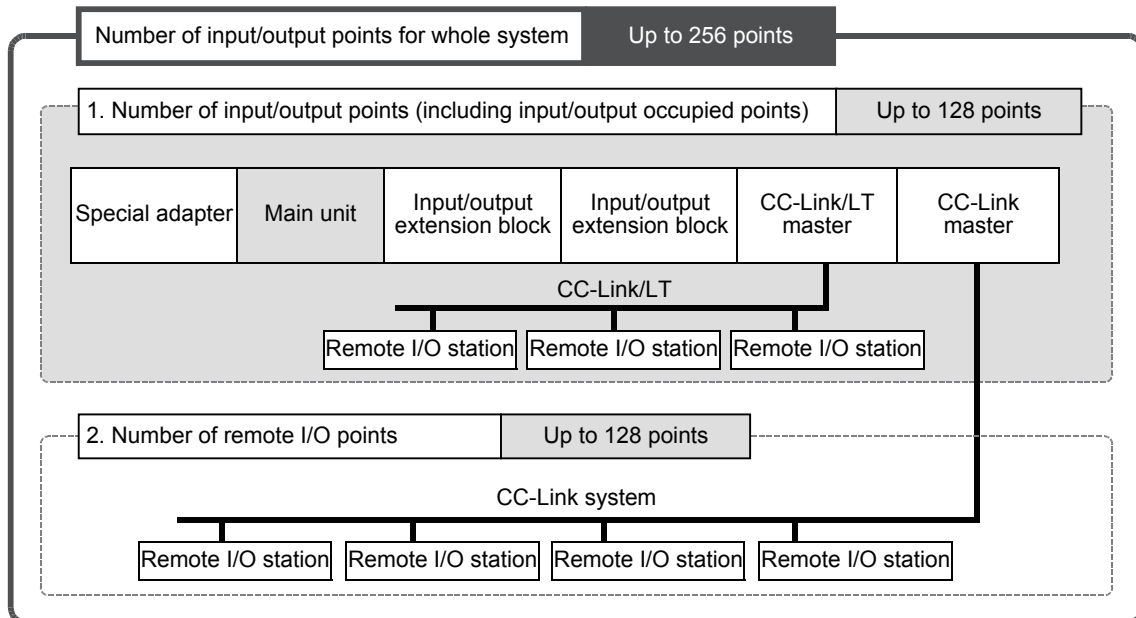 Number of input/output points for whole system Up to 256 points
1. Number of input/output points (including input/output occupied points) Up to 128 points
Special adapter
Main unit
Input/output
extension block
Input/output
extension block
CC-Link/LT
master
CC-Link
master
CC-Link/LT
Remote I/O station Remote I/O station Remote I/O station
2. Number of remote I/O points Up to 128 points
CC-Link system
Remote I/O station Remote I/O station Remote I/O station Remote I/O station